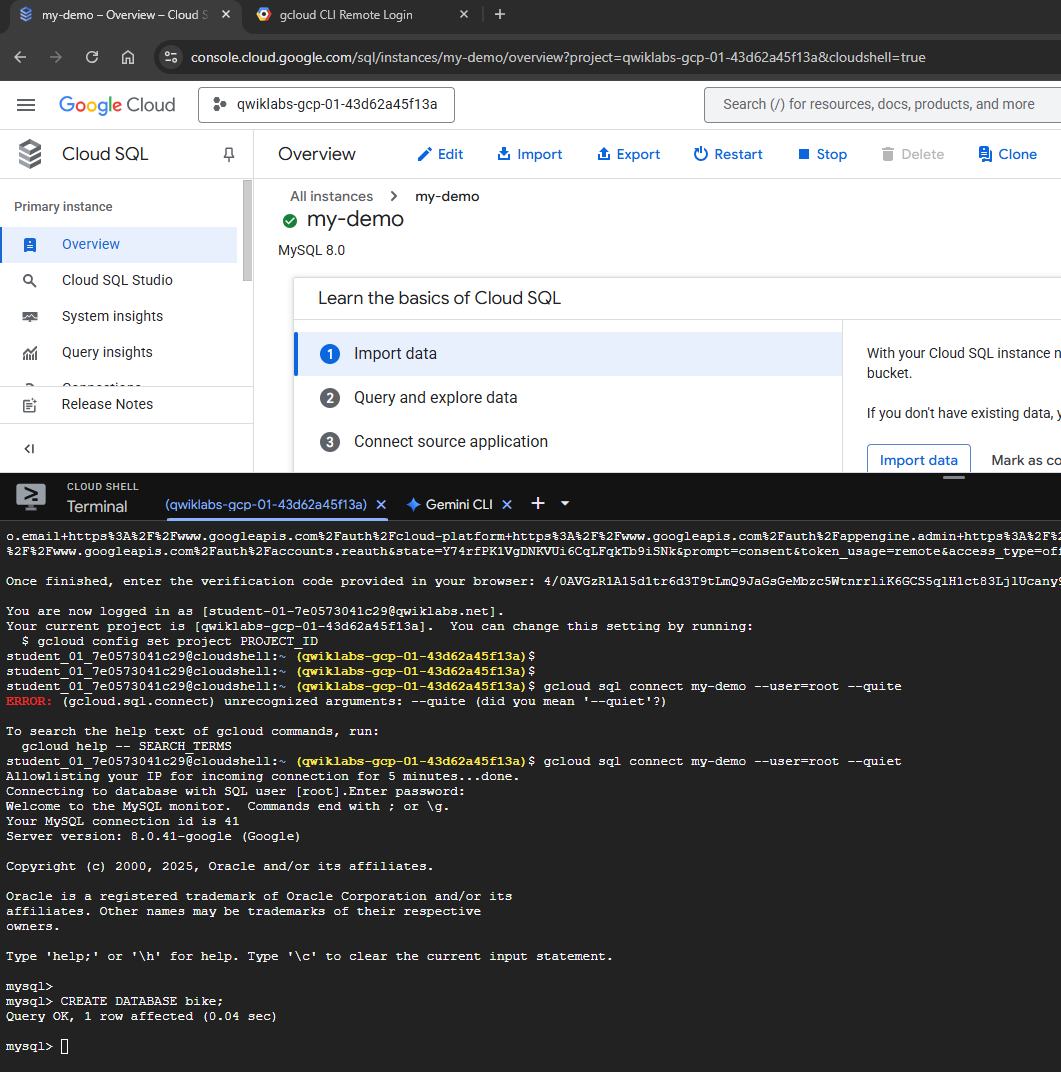 my-demo – Overview – Cloud S
gcloud CLI Remote Login
console.cloud.google.com/sql/instances/my-demo/overview?project=qwiklabs-gcp-01-43d62a45f13a&cloudshell=true
Google Cloud
qwiklabs-gcp-01-43d62a45f13a
Search (/) for resources, docs, products, and more
Cloud SQL
Overview
Edit
Import
Export
Restart
Stop
Delete
Clone
Primary instance
Overview
Cloud SQL Studio
System insights
Query insights
Connections
Release Notes
All instances
my-demo
my-demo
MySQL 8.0
Learn the basics of Cloud SQL
1 Import data
2 Query and explore data
3 Connect source application
With your Cloud SQL instance n
bucket.
If you don't have existing data, y
Import data
Mark as co
CLOUD SHELL
Terminal
(qwiklabs-gcp-01-43d62a45f13a)
Gemini CLI
o.email+https%3A%2F%2Fwww.googleapis.com%2Fauth%2Fcloud-platform+https%3A%2F%2Fwww.googleapis.com%2Fauth%2Fappengine.admin+https%3A%2F%2
%2F%2Fwww.googleapis.com%2Fauth%2Faccounts.reauth&state=Y74rfPK1VgDNKVUi6CqLFqkTb9iSNk&prompt=consent&token_usage=remote&access_type=off
Once finished, enter the verification code provided in your browser: 4/0AVGzR1A15d1tr6d3T9tLmQ9JaGsGeMbzc5WtnrrliK6GCS5qlH1ct83LjlUcany9
You are now logged in as [student-01-7e0573041c29@qwiklabs.net].
Your current project is [qwiklabs-gcp-01-43d62a45f13a].  You can change this setting by running:
  $ gcloud config set project PROJECT_ID
student_01_7e0573041c29@cloudshell:~ (qwiklabs-gcp-01-43d62a45f13a)$
student_01_7e0573041c29@cloudshell:~ (qwiklabs-gcp-01-43d62a45f13a)$
student_01_7e0573041c29@cloudshell:~ (qwiklabs-gcp-01-43d62a45f13a)$ gcloud sql connect my-demo --user=root --quite
ERROR: (gcloud.sql.connect) unrecognized arguments: --quite (did you mean '--quiet'?)
To search the help text of gcloud commands, run:
  gcloud help -- SEARCH_TERMS
student_01_7e0573041c29@cloudshell:~ (qwiklabs-gcp-01-43d62a45f13a)$ gcloud sql connect my-demo --user=root --quiet
Allowlisting your IP for incoming connection for 5 minutes...done.
Connecting to database with SQL user [root].Enter password:
Welcome to the MySQL monitor.  Commands end with ; or \g.
Your MySQL connection id is 41
Server version: 8.0.41-google (Google)
Copyright (c) 2000, 2025, Oracle and/or its affiliates.
Oracle is a registered trademark of Oracle Corporation and/or its
affiliates. Other names may be trademarks of their respective
owners.
Type 'help;' or '\h' for help. Type '\c' to clear the current input statement.
mysql>
mysql> CREATE DATABASE bike;
Query OK, 1 row affected (0.04 sec)
mysql>